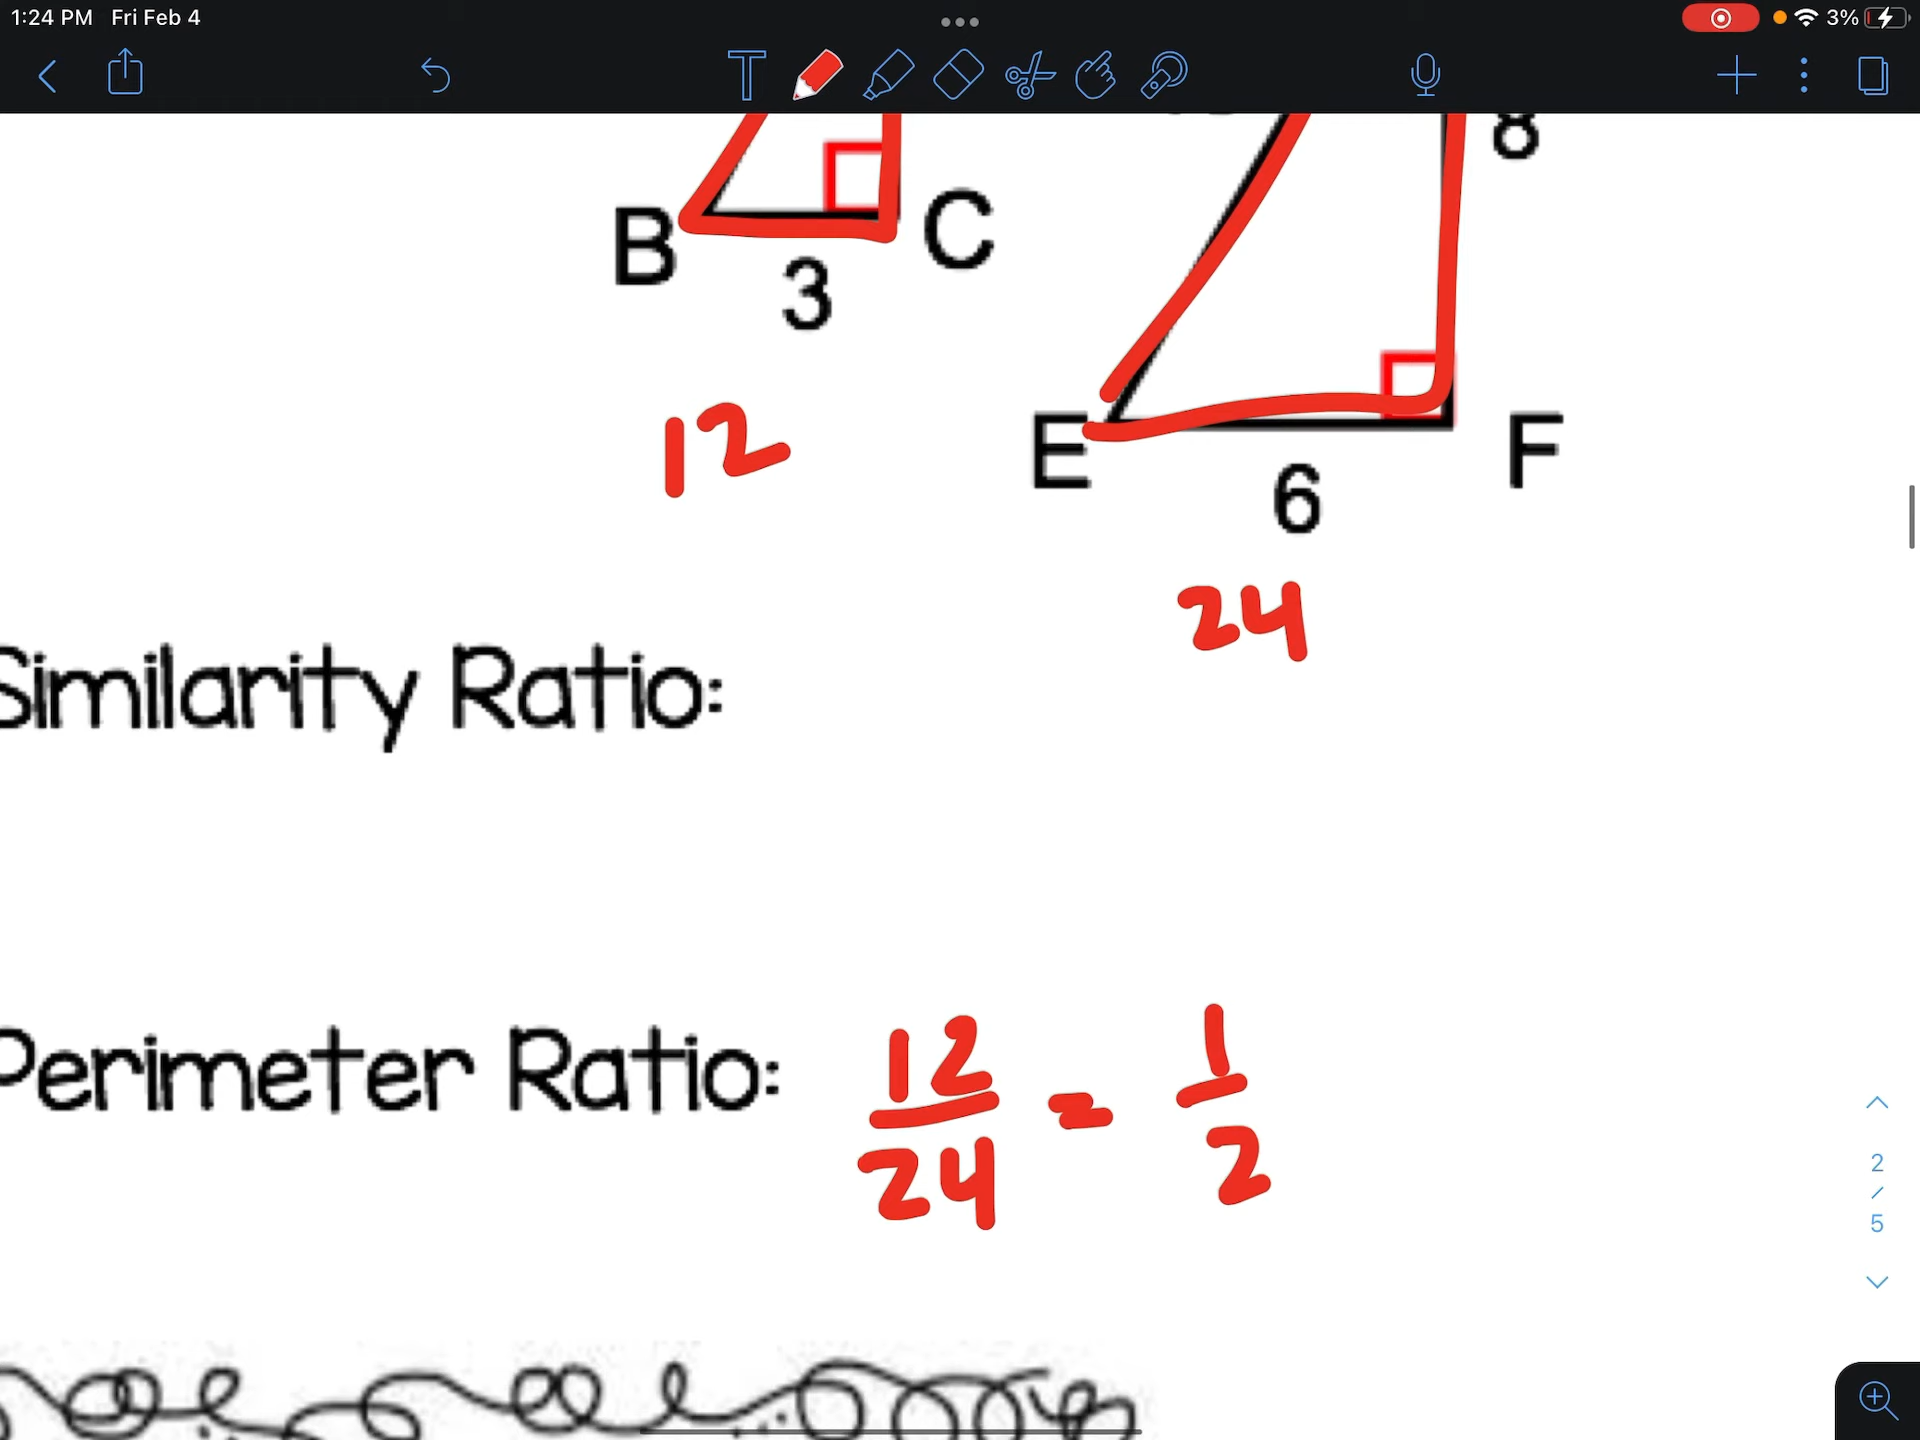 1:24 PM Fri Feb 4
3%
T
8
B
C
3
12
E
F
6
24
Similarity Ratio:
Perimeter Ratio: 12/24 = 1/2
2
/
5